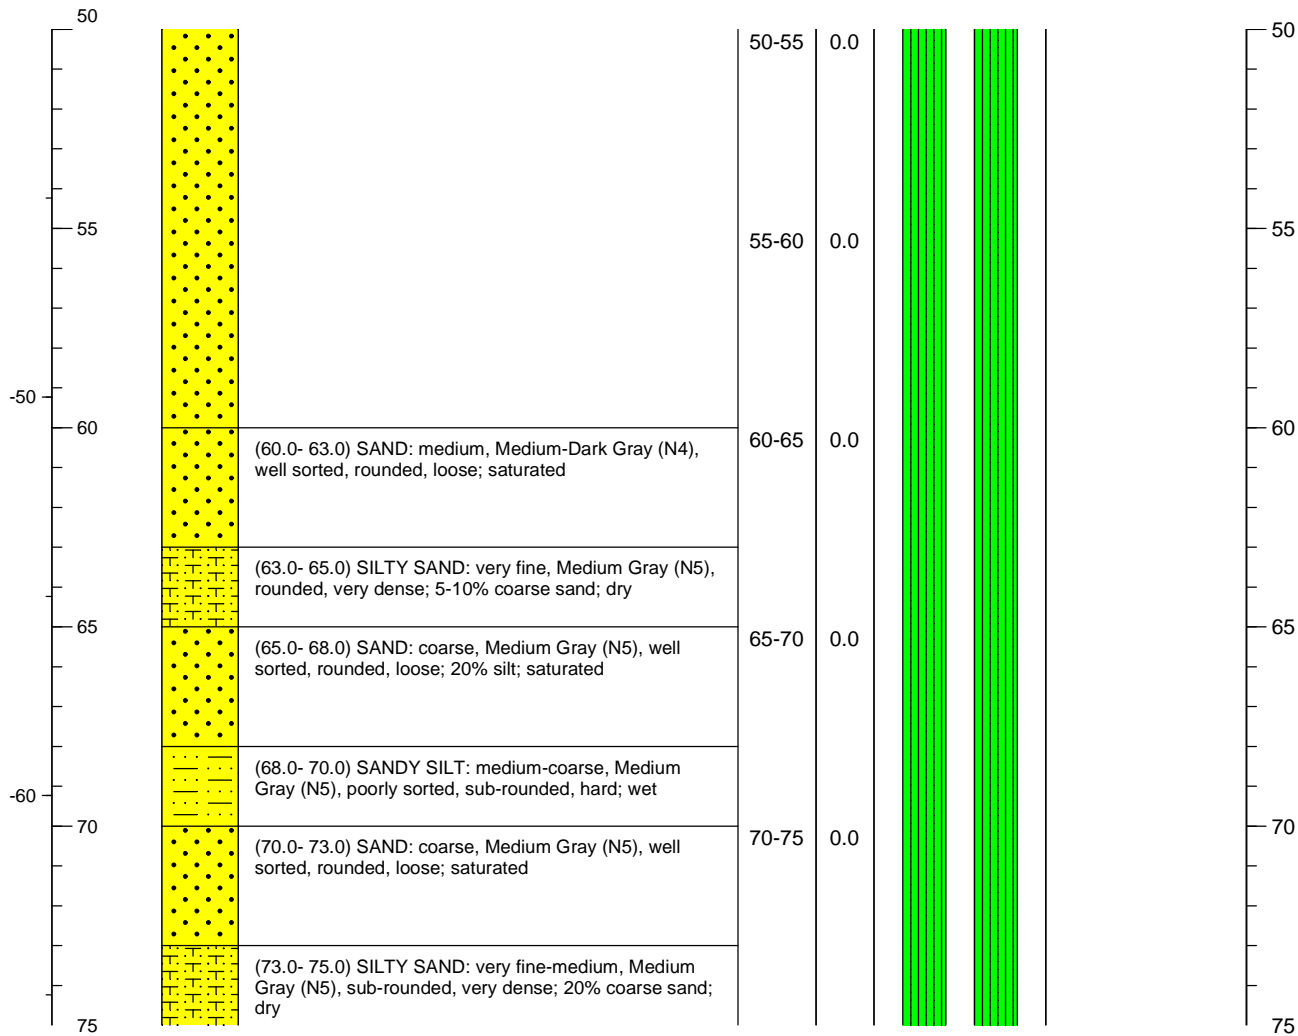 50
50-55 0.0
50
55
55-60 0.0
55
-50
60
(60.0- 63.0) SAND: medium, Medium-Dark Gray (N4),
well sorted, rounded, loose; saturated
60-65 0.0
60
(63.0- 65.0) SILTY SAND: very fine, Medium Gray (N5),
rounded, very dense; 5-10% coarse sand; dry
65
(65.0- 68.0) SAND: coarse, Medium Gray (N5), well
sorted, rounded, loose; 20% silt; saturated
65-70 0.0
65
(68.0- 70.0) SANDY SILT: medium-coarse, Medium
Gray (N5), poorly sorted, sub-rounded, hard; wet
-60
70
(70.0- 73.0) SAND: coarse, Medium Gray (N5), well
sorted, rounded, loose; saturated
70-75 0.0
70
(73.0- 75.0) SILTY SAND: very fine-medium, Medium
Gray (N5), sub-rounded, very dense; 20% coarse sand;
dry
75
75